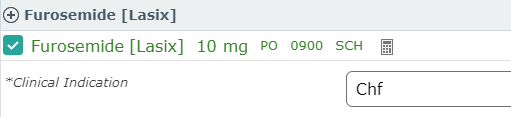 Furosemide [Lasix]
Furosemide [Lasix] 10 mg PO 0900 SCH
*Clinical Indication
Chf